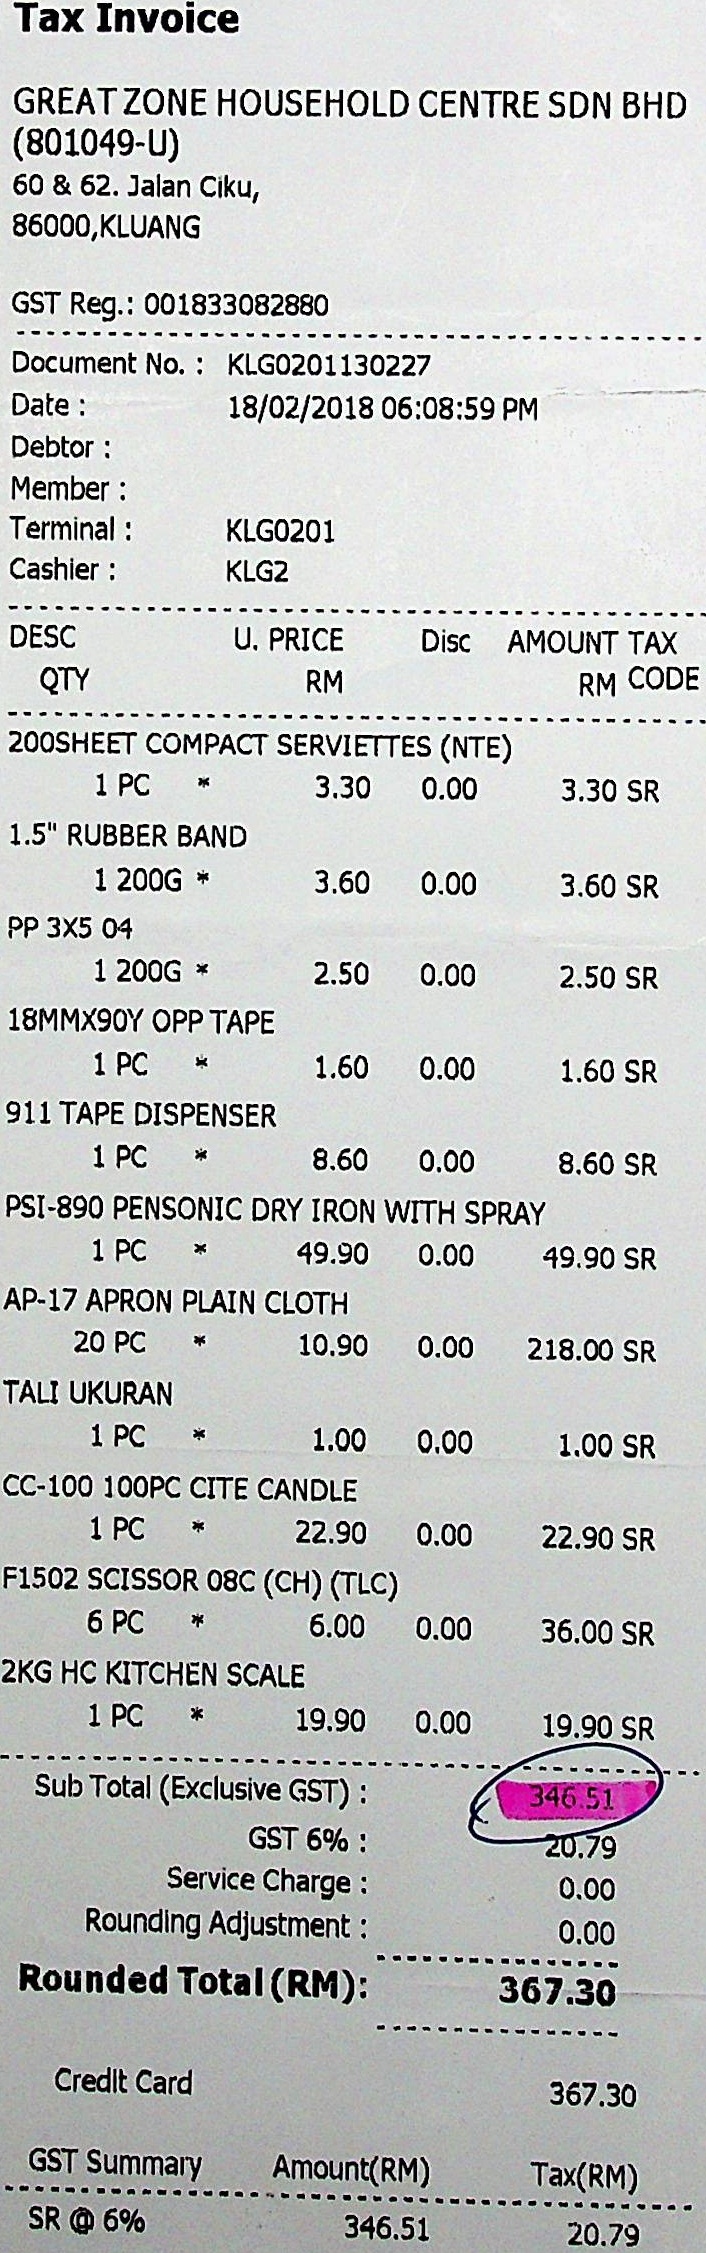 Tax Invoice
GREAT ZONE HOUSEHOLD CENTRE SDN BHD
(801049-U)
60 & 62. Jalan Ciku,
86000,KLUANG
GST Reg.: 001833082880
Document No. : KLG0201130227
Date : 18/02/2018 06:08:59 PM
Debtor :
Member :
Terminal : KLG0201
Cashier : KLG2
DESC U. PRICE Disc AMOUNT TAX
QTY RM RM CODE
200SHEET COMPACT SERVIETTES (NTE)
1 PC * 3.30 0.00 3.30 SR
1.5" RUBBER BAND
1 200G * 3.60 0.00 3.60 SR
PP 3X5 04
1 200G * 2.50 0.00 2.50 SR
18MMX90Y OPP TAPE
1 PC * 1.60 0.00 1.60 SR
911 TAPE DISPENSER
1 PC * 8.60 0.00 8.60 SR
PSI-890 PENSONIC DRY IRON WITH SPRAY
1 PC * 49.90 0.00 49.90 SR
AP-17 APRON PLAIN CLOTH
20 PC * 10.90 0.00 218.00 SR
TALI UKURAN
1 PC * 1.00 0.00 1.00 SR
CC-100 100PC CITE CANDLE
1 PC * 22.90 0.00 22.90 SR
F1502 SCISSOR 08C (CH) (TLC)
6 PC * 6.00 0.00 36.00 SR
2KG HC KITCHEN SCALE
1 PC * 19.90 0.00 19.90 SR
Sub Total (Exclusive GST) : 346.51
GST 6% : 20.79
Service Charge : 0.00
Rounding Adjustment : 0.00
Rounded Total (RM): 367.30
Credit Card 367.30
GST Summary Amount(RM) Tax(RM)
SR @ 6% 346.51 20.79